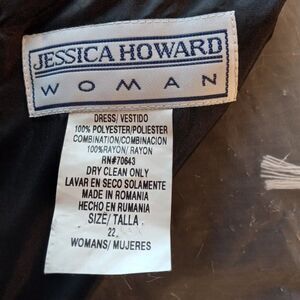 JESSICA HOWARD
WOMAN
DRESS/ VESTIDO
100% POLYESTER/POLIESTER
COMBINATION/COMBINACION
100%RAYON/ RAYON
RN#70643
DRY CLEAN ONLY
LAVAR EN SECO SOLAMENTE
MADE IN ROMANIA
HECHO EN RUMANIA
SIZE/ TALLA
22
WOMANS/ MUJERES